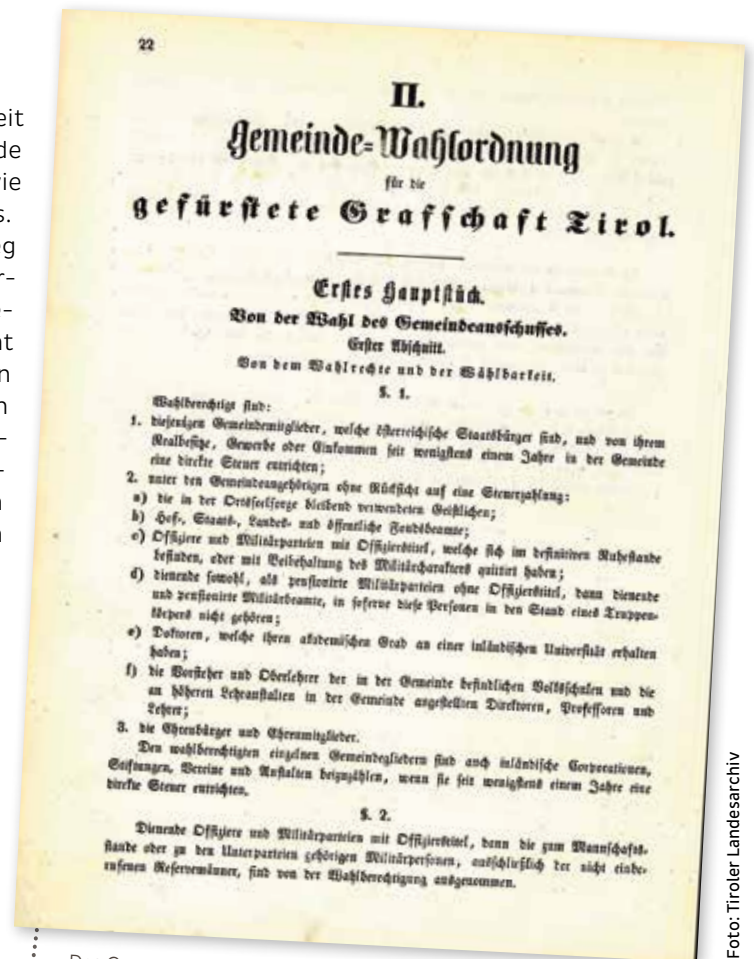 eit
de
vie
s.
eg
r-
e-
nt
n
n
-
-
n
n
22
II.
Gemeinde-Wahlordnung
für die
gefürstete Grafschaft Tirol.
Erstes Hauptstück.
Von der Wahl des Gemeindeausschusses.
Erster Abschnitt.
Von dem Wahlrechte und der Wählbarkeit.
§. 1.
Wahlberechtigt sind:
1. diejenigen Gemeindemitglieder, welche österreichische Staatsbürger sind, und von ihrem
Realbesitze, Gewerbe oder Einkommen seit wenigstens einem Jahre in der Gemeinde
eine direkte Steuer entrichten;
2. unter den Gemeindeangehörigen ohne Rücksicht auf eine Steuerzahlung:
a) die in der Ortsseelsorge bleibend verwendeten Geistlichen;
b) Hof-, Staats-, Landes- und öffentliche Fondsbeamte;
c) Offiziere und Militärparteien mit Offizierstitel, welche sich im definitiven Ruhestande
befinden, oder mit Beibehaltung des Militärcharakters quittirt haben;
d) dienende sowohl, als pensionirte Militärparteien ohne Offizierstitel, dann dienende
und pensionirte Militärbeamte, in soferne diese Personen in den Stand eines Truppen-
körpers nicht gehören;
e) Doktoren, welche ihren akademischen Grad an einer inländischen Universität erhalten
haben;
f) die Vorsteher und Oberlehrer der in der Gemeinde befindlichen Volksschulen und die
an höheren Lehranstalten in der Gemeinde angestellten Direktoren, Professoren und
Lehrer;
3. die Ehrenbürger und Ehrenmitglieder.
Den wahlberechtigten einzelnen Gemeindegliedern sind auch inländische Corporationen,
Stiftungen, Vereine und Anstalten beizuzählen, wenn sie seit wenigstens einem Jahre eine
direkte Steuer entrichten.
§. 2.
Dienende Offiziere und Militärparteien mit Offizierstitel, dann die zum Mannschafts-
stande oder zu den Unterparteien gehörigen Militärpersonen, ausschließlich der nicht einbe-
rufenen Reservemänner, sind von der Wahlberechtigung ausgenommen.
Foto: Tiroler Landesarchiv